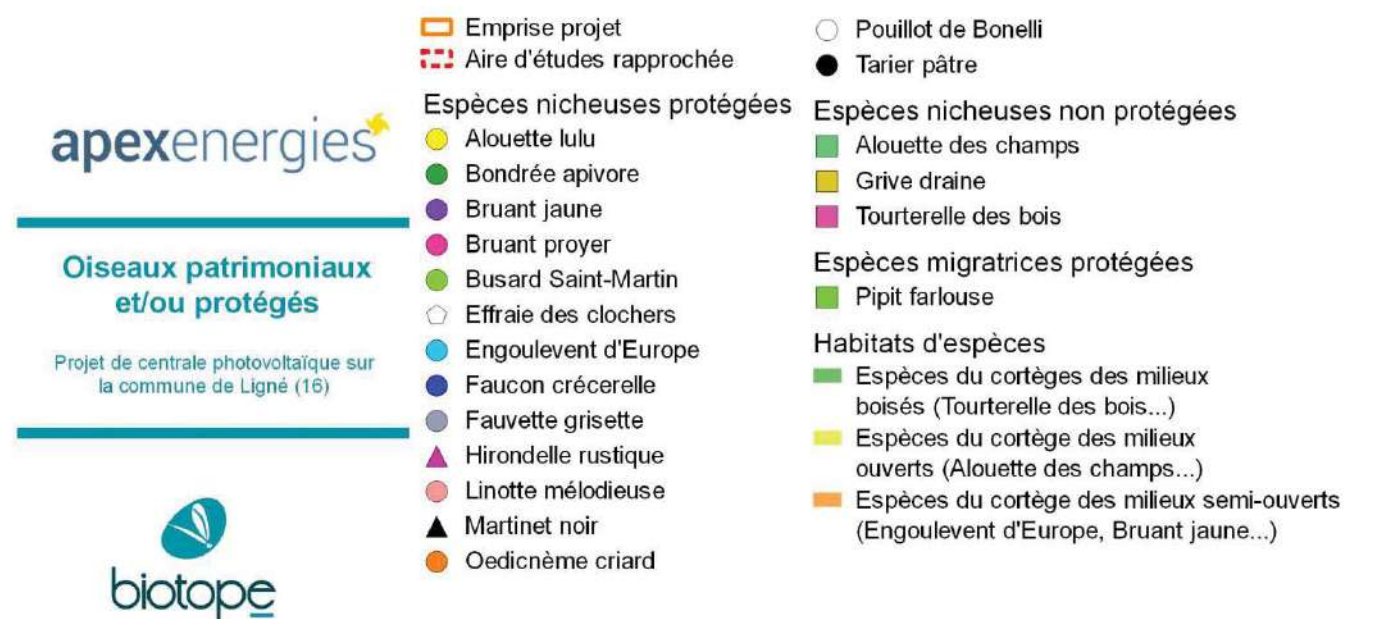 apexenergies
Oiseaux patrimoniaux
et/ou protégés
Projet de centrale photovoltaïque sur
la commune de Ligné (16)
biotope
Emprise projet
Aire d'études rapprochée
Espèces nicheuses protégées
Alouette lulu
Bondrée apivore
Bruant jaune
Bruant proyer
Busard Saint-Martin
Effraie des clochers
Engoulevent d'Europe
Faucon crécerelle
Fauvette grisette
Hirondelle rustique
Linotte mélodieuse
Martinet noir
Oedicnème criard
Pouillot de Bonelli
Tarier pâtre
Espèces nicheuses non protégées
Alouette des champs
Grive draine
Tourterelle des bois
Espèces migratrices protégées
Pipit farlouse
Habitats d'espèces
Espèces du cortèges des milieux
boisés (Tourterelle des bois...)
Espèces du cortège des milieux
ouverts (Alouette des champs...)
Espèces du cortège des milieux semi-ouverts
(Engoulevent d'Europe, Bruant jaune...)